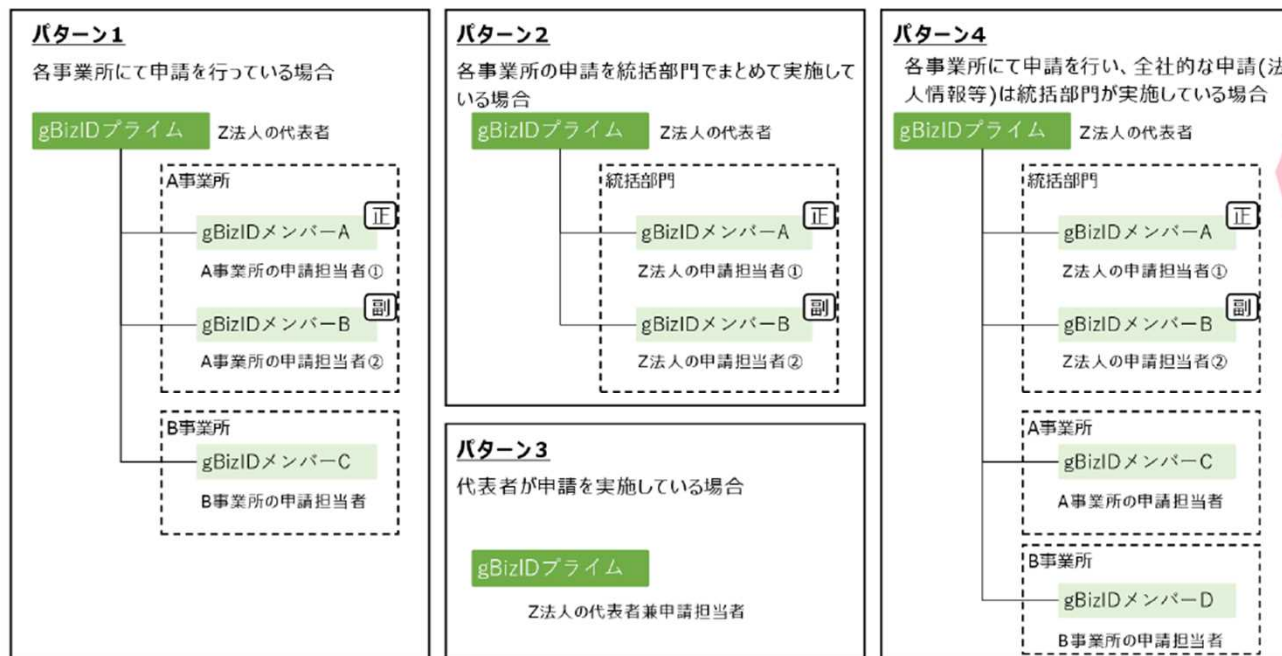 パターン1
各事業所にて申請を行っている場合
gBizIDプライム Z法人の代表者
A事業所
正
gBizIDメンバーA
A事業所の申請担当者①
副
gBizIDメンバーB
A事業所の申請担当者②
B事業所
gBizIDメンバーC
B事業所の申請担当者
パターン2
各事業所の申請を統括部門でまとめて実施して
いる場合
gBizIDプライム Z法人の代表者
統括部門
正
gBizIDメンバーA
Z法人の申請担当者①
副
gBizIDメンバーB
Z法人の申請担当者②
パターン3
代表者が申請を実施している場合
gBizIDプライム
Z法人の代表者兼申請担当者
パターン4
各事業所にて申請を行い、全社的な申請(法
人情報等)は統括部門が実施している場合
gBizIDプライム Z法人の代表者
統括部門
正
gBizIDメンバーA
Z法人の申請担当者①
副
gBizIDメンバーB
Z法人の申請担当者②
A事業所
gBizIDメンバーC
A事業所の申請担当者
B事業所
gBizIDメンバーD
B事業所の申請担当者